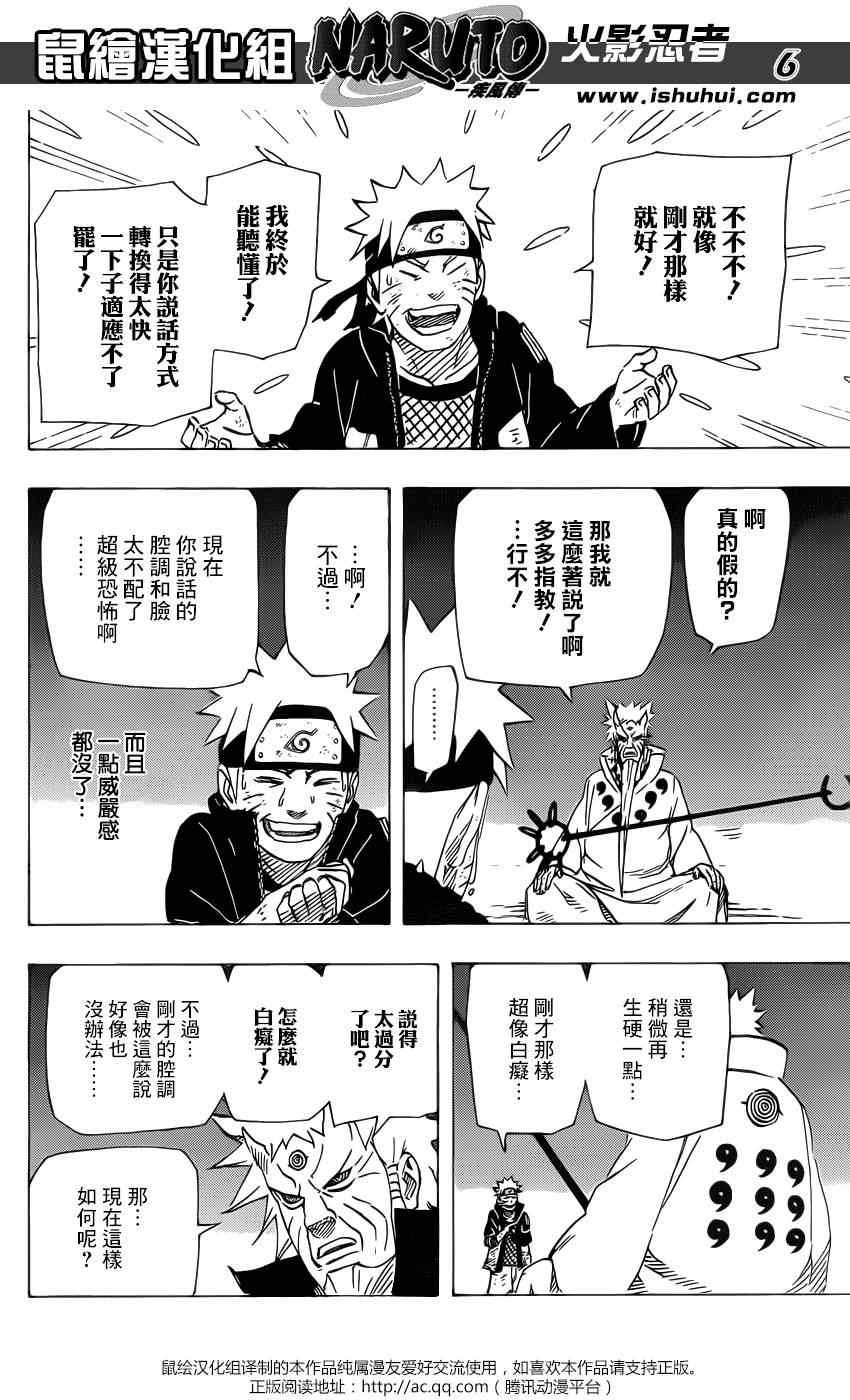 鼠繪漢化組
NARUTO
-疾風傳-
火影忍者
6
www.ishuhui.com
不不不！
就像
剛才那樣
就好！
我終於
能聽懂了！
只是你說話方式
轉換得太快
一下子適應不了
罷了！
啊
真的假的？
那我就
這麼著說了啊
多多指教！
…行不！
……
…啊！
不過…
現在
你說話的
腔調和臉
太不配了
超級恐怖啊
……
而且
一點威嚴感
都沒了…
還是…
稍微再
生硬一點…
剛才那樣
超像白癡…
說得
太過分
了吧？
怎麼就
白癡了！
不過…
剛才的腔調
會被這麼說
好像也
沒辦法……
那…
現在這樣
如何呢？
鼠绘汉化组译制的本作品纯属漫友爱好交流使用，如喜欢本作品请支持正版。
正版阅读地址：http://ac.qq.com（腾讯动漫平台）